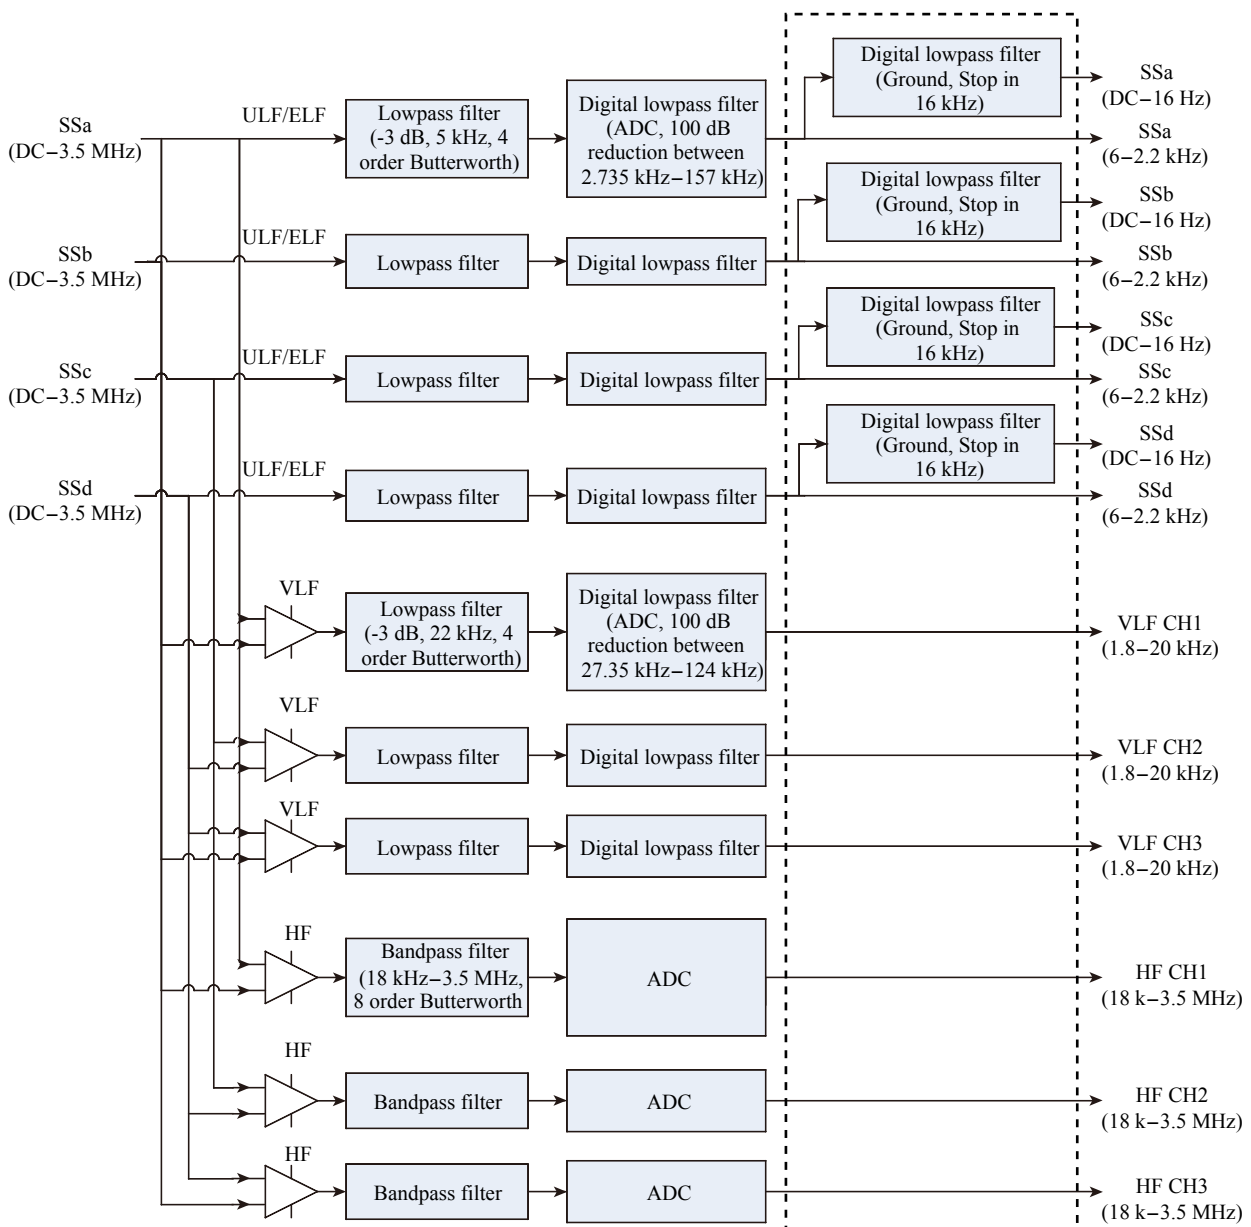 SSa
(DC−3.5 MHz)
ULF/ELF
Lowpass filter
(-3 dB, 5 kHz, 4
order Butterworth)
Digital lowpass filter
(ADC, 100 dB
reduction between
2.735 kHz−157 kHz)
Digital lowpass filter
(Ground, Stop in
16 kHz)
SSa
(DC−16 Hz)
SSa
(6−2.2 kHz)
SSb
(DC−3.5 MHz)
ULF/ELF
Lowpass filter
Digital lowpass filter
Digital lowpass filter
(Ground, Stop in
16 kHz)
SSb
(DC−16 Hz)
SSb
(6−2.2 kHz)
SSc
(DC−3.5 MHz)
ULF/ELF
Lowpass filter
Digital lowpass filter
Digital lowpass filter
(Ground, Stop in
16 kHz)
SSc
(DC−16 Hz)
SSc
(6−2.2 kHz)
SSd
(DC−3.5 MHz)
ULF/ELF
Lowpass filter
Digital lowpass filter
Digital lowpass filter
(Ground, Stop in
16 kHz)
SSd
(DC−16 Hz)
SSd
(6−2.2 kHz)
VLF
Lowpass filter
(-3 dB, 22 kHz, 4
order Butterworth)
Digital lowpass filter
(ADC, 100 dB
reduction between
27.35 kHz−124 kHz)
VLF CH1
(1.8−20 kHz)
VLF
Lowpass filter
Digital lowpass filter
VLF CH2
(1.8−20 kHz)
VLF
Lowpass filter
Digital lowpass filter
VLF CH3
(1.8−20 kHz)
HF
Bandpass filter
(18 kHz−3.5 MHz,
8 order Butterworth
ADC
HF CH1
(18 k−3.5 MHz)
HF
Bandpass filter
ADC
HF CH2
(18 k−3.5 MHz)
HF
Bandpass filter
ADC
HF CH3
(18 k−3.5 MHz)